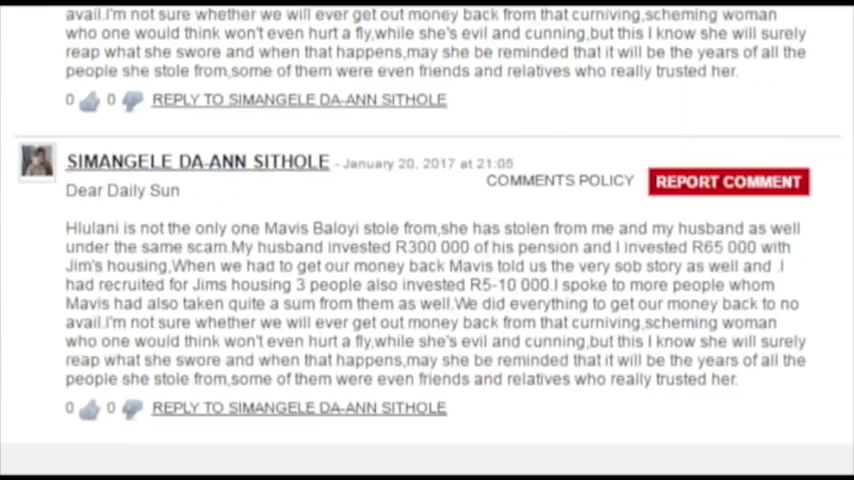 avail.I'm not sure whether we will ever get out money back from that curniving,scheming woman
who one would think won't even hurt a fly,while she's evil and cunning,but this I know she will surely
reap what she swore and when that happens,may she be reminded that it will be the years of all the
people she stole from,some of them were even friends and relatives who really trusted her.
0 0 REPLY TO SIMANGELE DA-ANN SITHOLE
SIMANGELE DA-ANN SITHOLE - January 20, 2017 at 21:05
COMMENTS POLICY REPORT COMMENT
Dear Daily Sun
Hlulani is not the only one Mavis Baloyi stole from,she has stolen from me and my husband as well
under the same scam.My husband invested R300 000 of his pension and I invested R65 000 with
Jim's housing,When we had to get our money back Mavis told us the very sob story as well and .I
had recruited for Jims housing 3 people also invested R5-10 000.I spoke to more people whom
Mavis had also taken quite a sum from them as well.We did everything to get our money back to no
avail.I'm not sure whether we will ever get out money back from that curniving,scheming woman
who one would think won't even hurt a fly,while she's evil and cunning,but this I know she will surely
reap what she swore and when that happens,may she be reminded that it will be the years of all the
people she stole from,some of them were even friends and relatives who really trusted her.
0 0 REPLY TO SIMANGELE DA-ANN SITHOLE